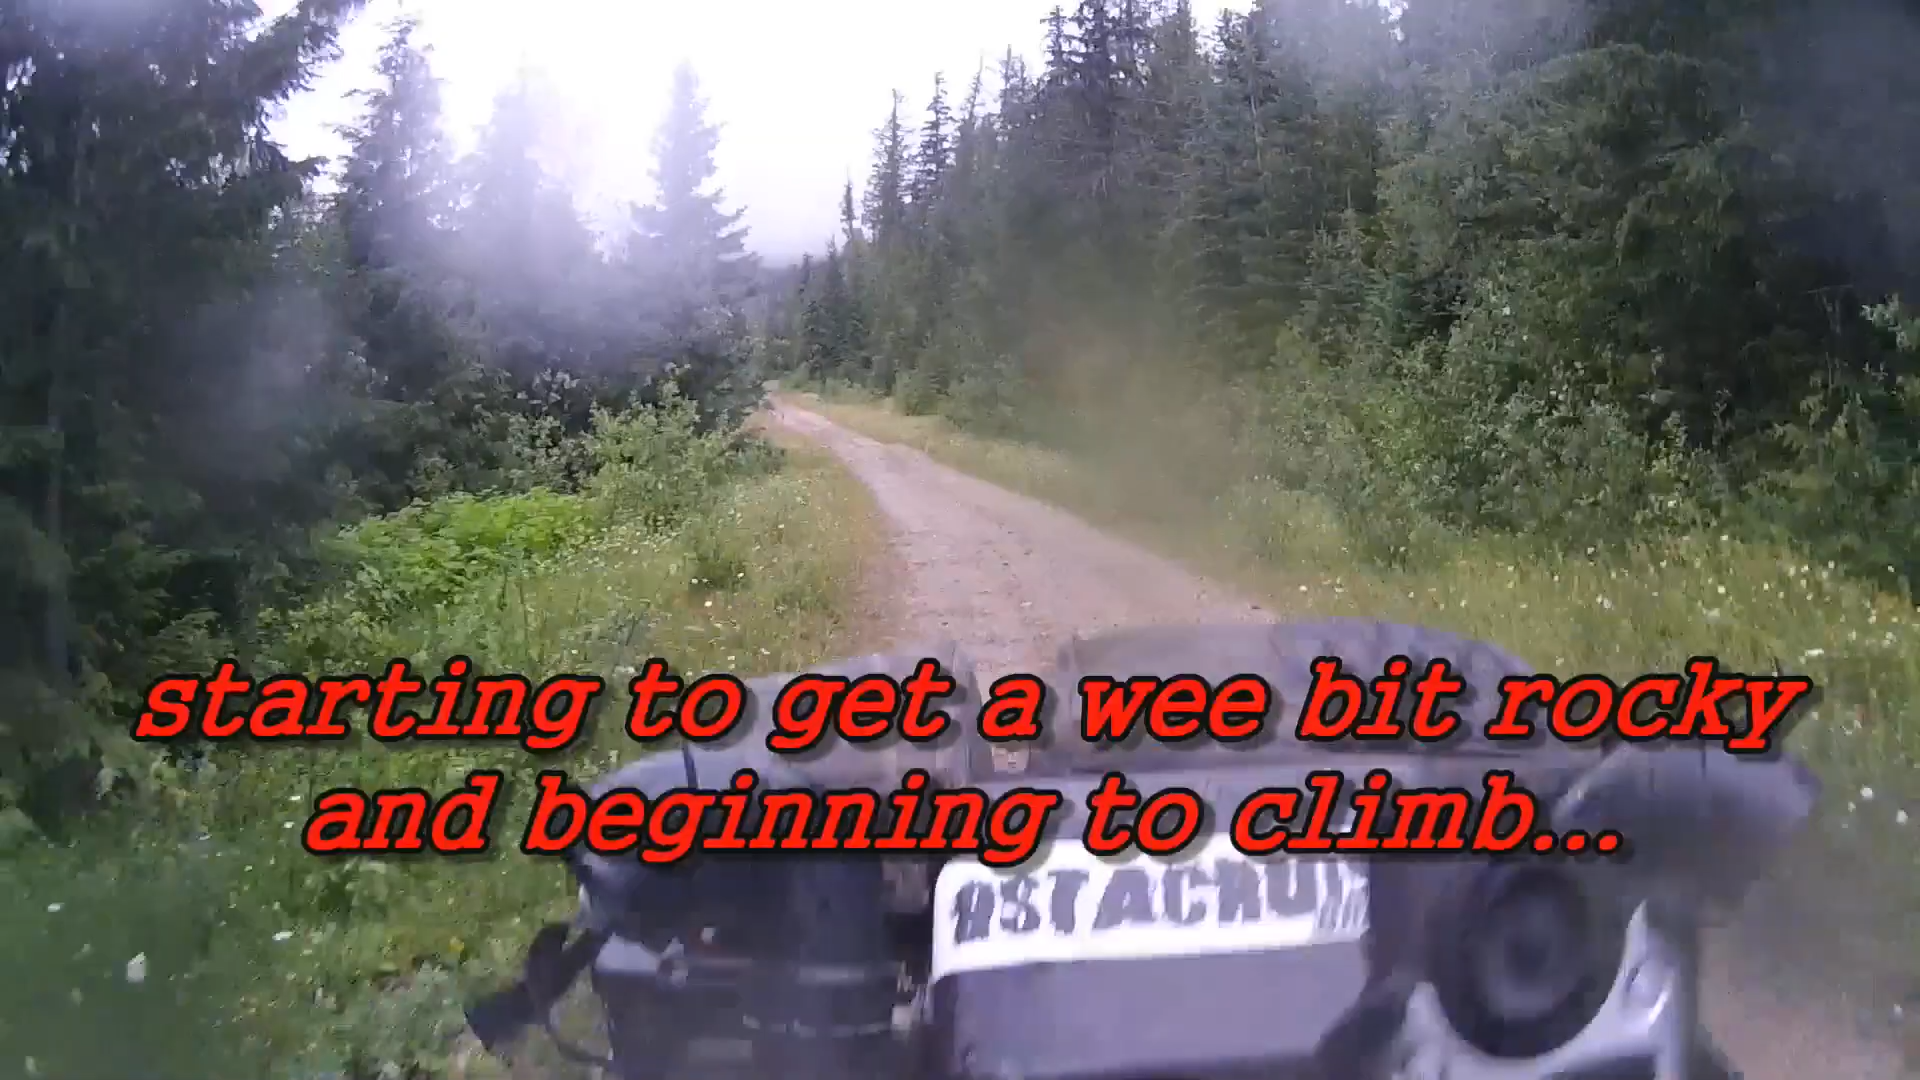 starting to get a wee bit rocky
and beginning to climb...